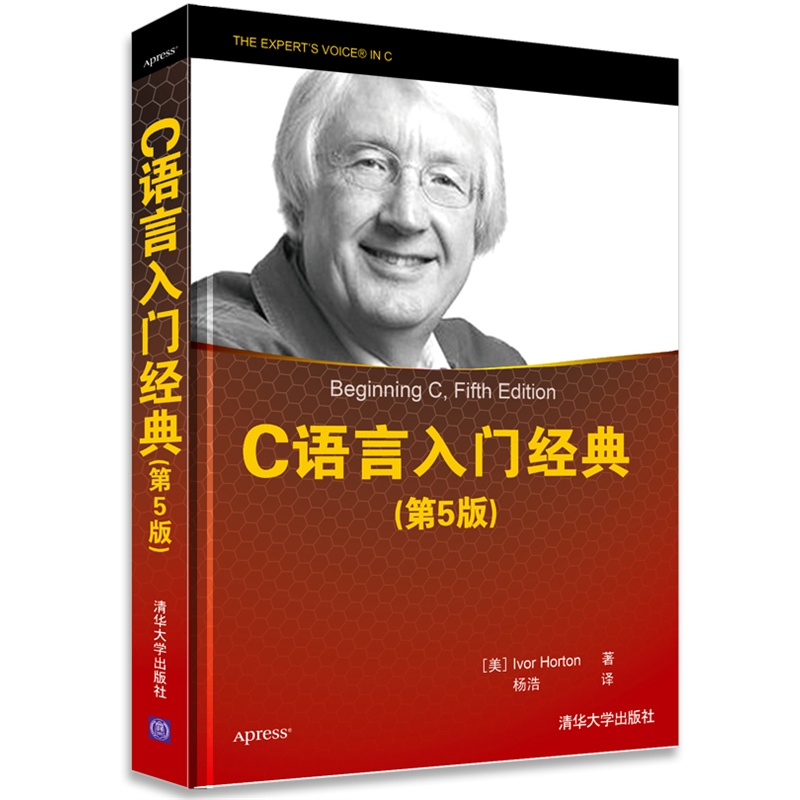 Apress®
C语言入门经典(第5版)
清华大学出版社
THE EXPERT'S VOICE® IN C
Beginning C, Fifth Edition
C语言入门经典
(第5版)
[美] Ivor Horton 著
杨浩 译
Apress®
清华大学出版社